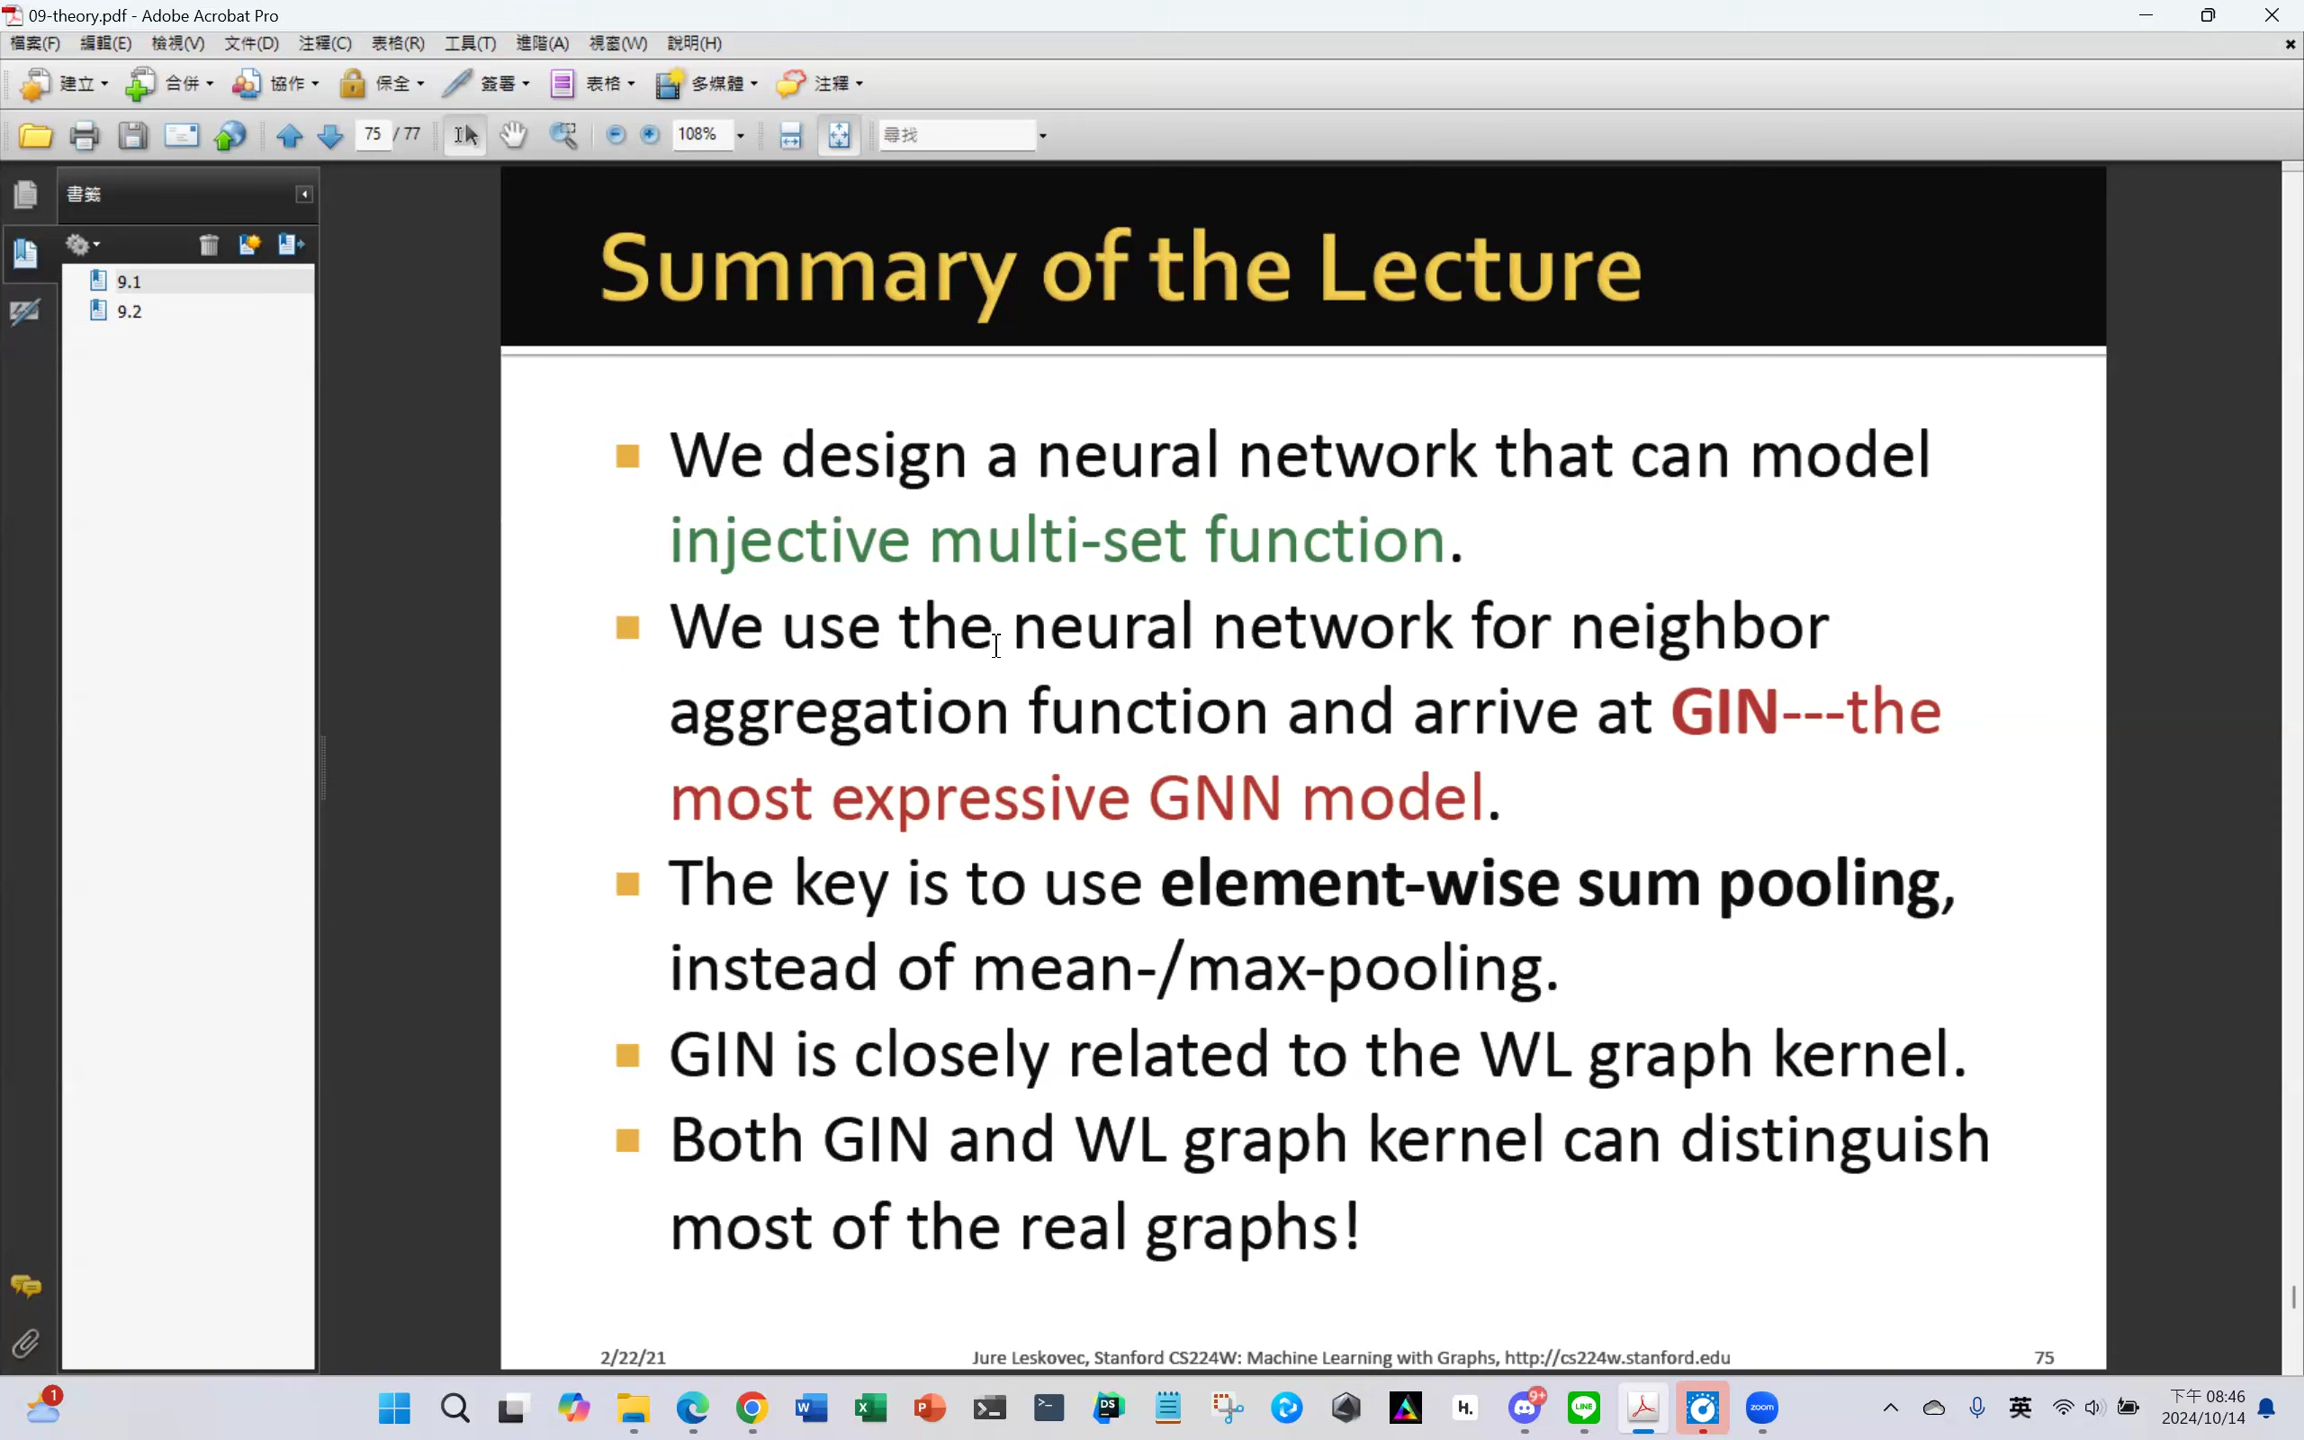 09-theory.pdf - Adobe Acrobat Pro
檔案(F) 編輯(E) 檢視(V) 文件(D) 注釋(C) 表格(R) 工具(T) 進階(A) 視窗(W) 說明(H)
建立 合併 協作 保全 簽署 表格 多媒體 注釋
75 / 77 108% 尋找
書籤
9.1
9.2
Summary of the Lecture
We design a neural network that can model
injective multi-set function.
We use the neural network for neighbor
aggregation function and arrive at GIN---the
most expressive GNN model.
The key is to use element-wise sum pooling,
instead of mean-/max-pooling.
GIN is closely related to the WL graph kernel.
Both GIN and WL graph kernel can distinguish
most of the real graphs!
2/22/21 Jure Leskovec, Stanford CS224W: Machine Learning with Graphs, http://cs224w.stanford.edu 75
1 W X P DS H. 9+ LINE zoom 英 下午 08:46
2024/10/14